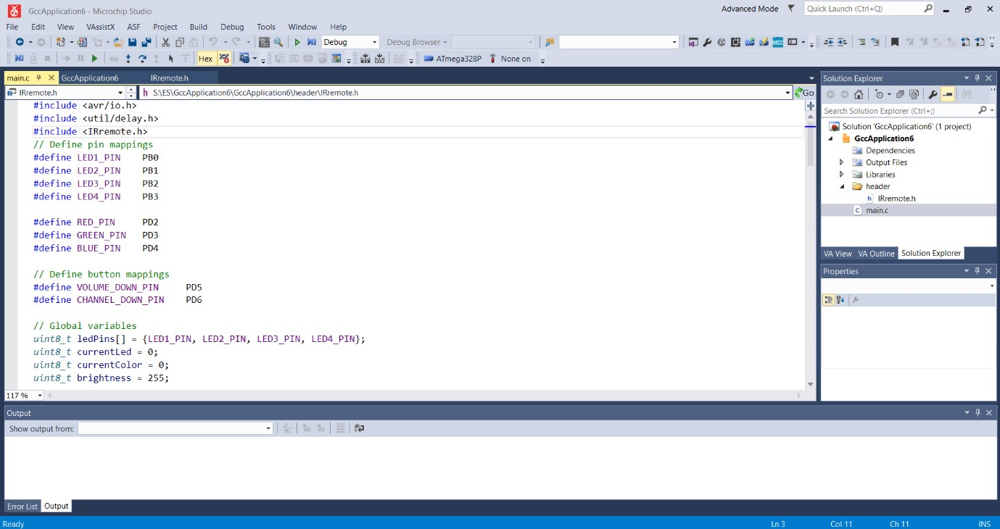 GccApplication6 - Microchip Studio
Advanced Mode
Quick Launch (Ctrl+Q)
File Edit View VAssistX ASF Project Build Debug Tools Window Help
Debug
Debug Browser
Hex
ATmega328P
None on
main.c GccApplication6 IRremote.h
IRremote.h
h S:\ES\GccApplication6\GccApplication6\header\IRremote.h
Go
#include <avr/io.h>
#include <util/delay.h>
#include <IRremote.h>
// Define pin mappings
#define LED1_PIN PB0
#define LED2_PIN PB1
#define LED3_PIN PB2
#define LED4_PIN PB3
#define RED_PIN PD2
#define GREEN_PIN PD3
#define BLUE_PIN PD4
// Define button mappings
#define VOLUME_DOWN_PIN PD5
#define CHANNEL_DOWN_PIN PD6
// Global variables
uint8_t ledPins[] = {LED1_PIN, LED2_PIN, LED3_PIN, LED4_PIN};
uint8_t currentLed = 0;
uint8_t currentColor = 0;
uint8_t brightness = 255;
117 %
Solution Explorer
Search Solution Explorer (Ctrl+;)
Solution 'GccApplication6' (1 project)
GccApplication6
Dependencies
Output Files
Libraries
header
h IRremote.h
C main.c
VA View VA Outline Solution Explorer
Properties
Output
Show output from:
Error List Output
Ready
Ln 3 Col 11 Ch 11 INS